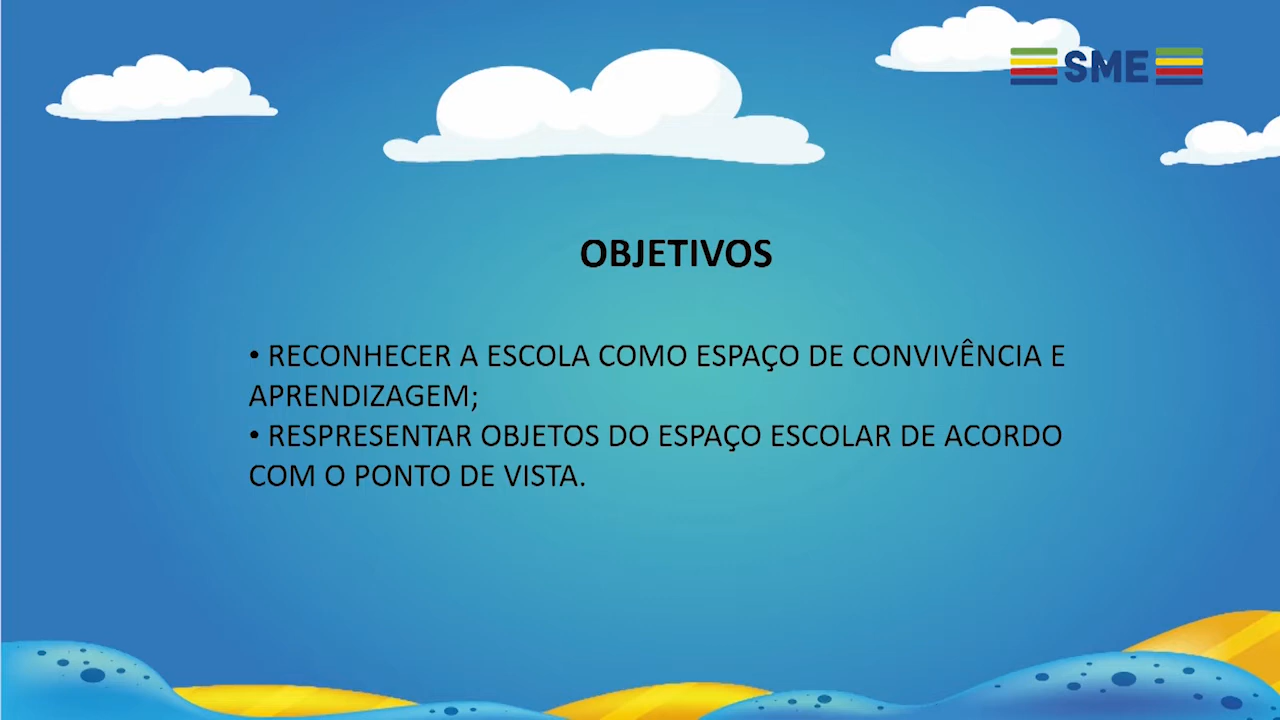 SME
OBJETIVOS
• RECONHECER A ESCOLA COMO ESPAÇO DE CONVIVÊNCIA E
APRENDIZAGEM;
• RESPRESENTAR OBJETOS DO ESPAÇO ESCOLAR DE ACORDO
COM O PONTO DE VISTA.